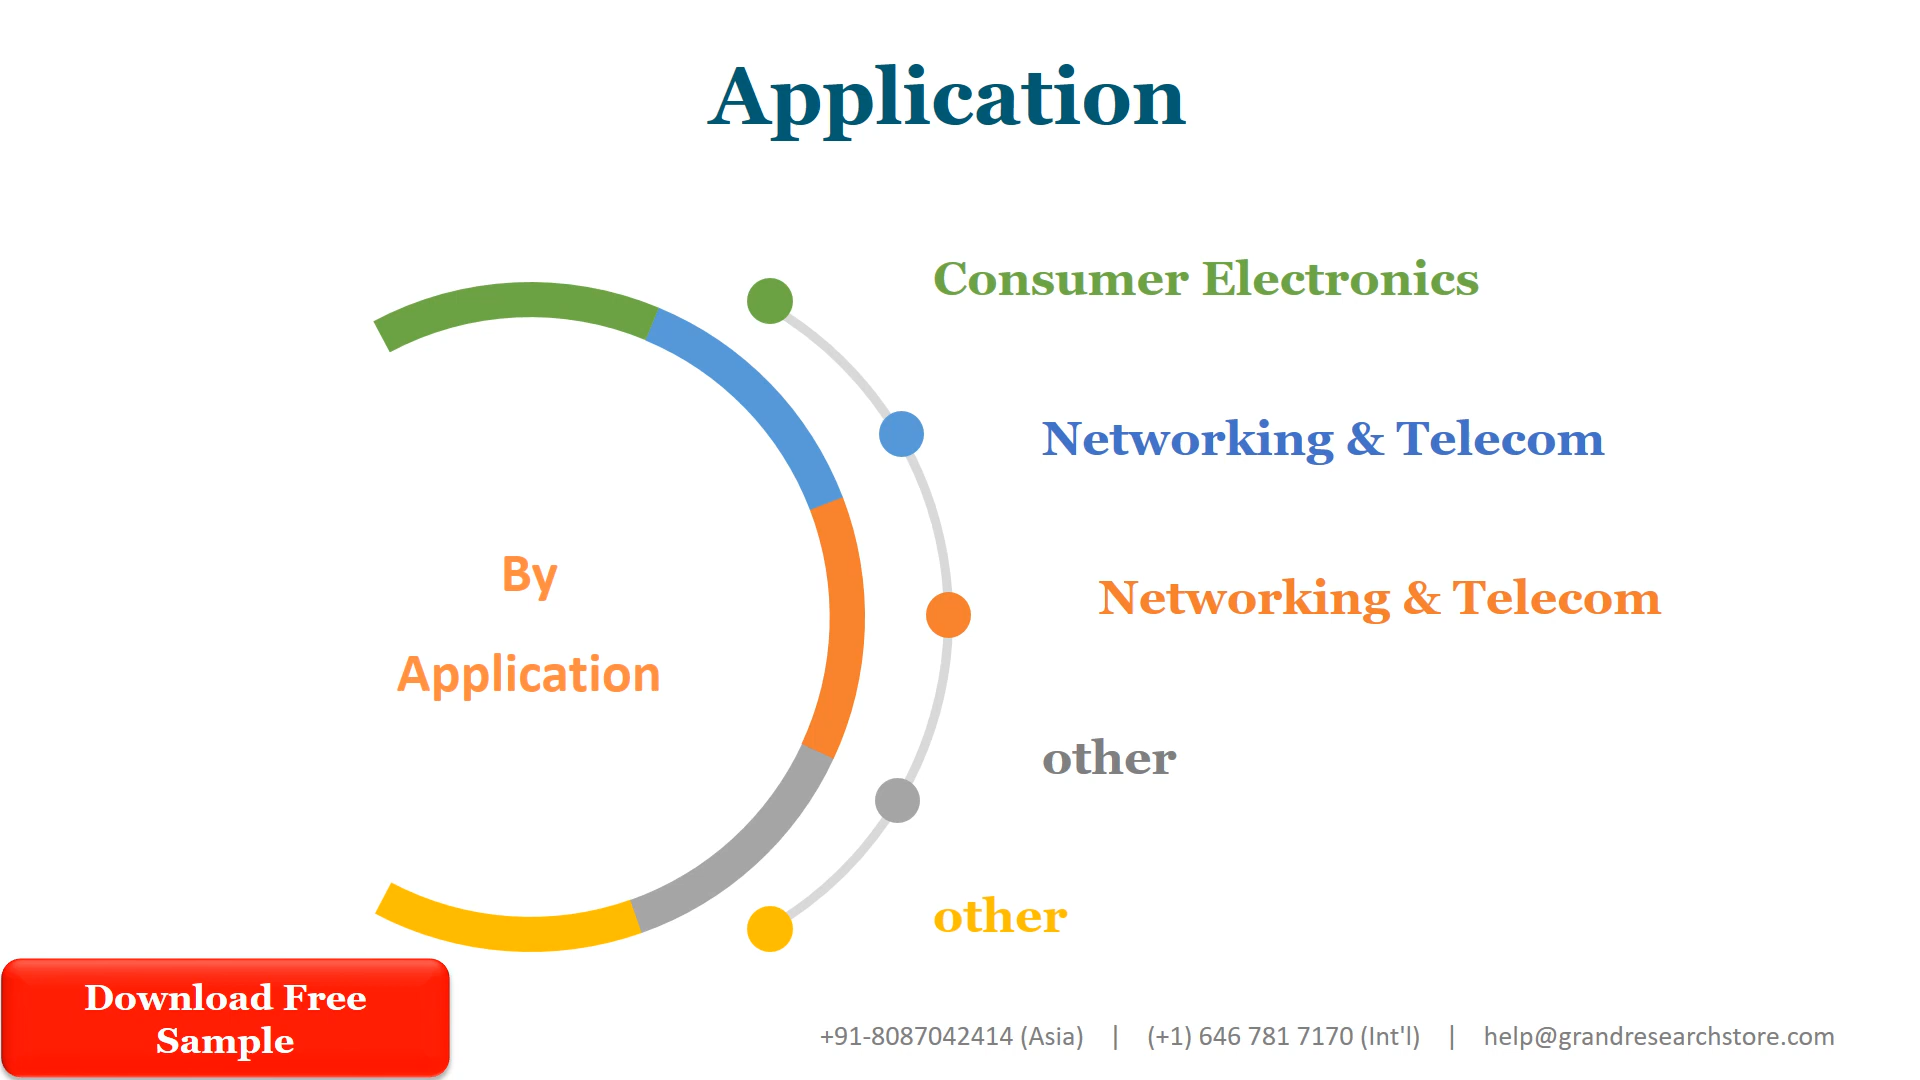 Application
Consumer Electronics
Networking & Telecom
By
Application
Networking & Telecom
other
other
Download Free
Sample
+91-8087042414 (Asia) | (+1) 646 781 7170 (Int'l) | help@grandresearchstore.com